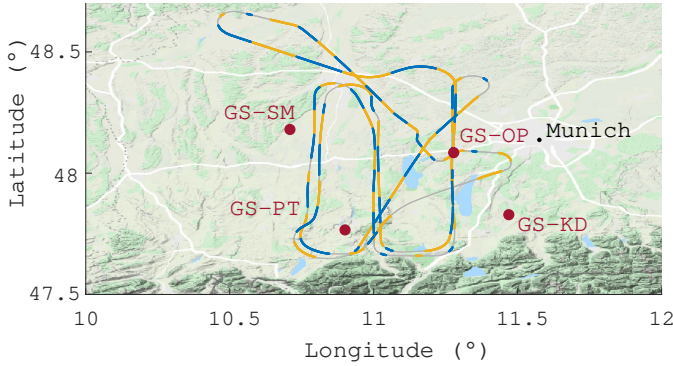 48.5
GS-SM
Munich
GS-OP
Latitude (°)
48
GS-PT
GS-KD
47.5
10
10.5
11
11.5
12
Longitude (°)